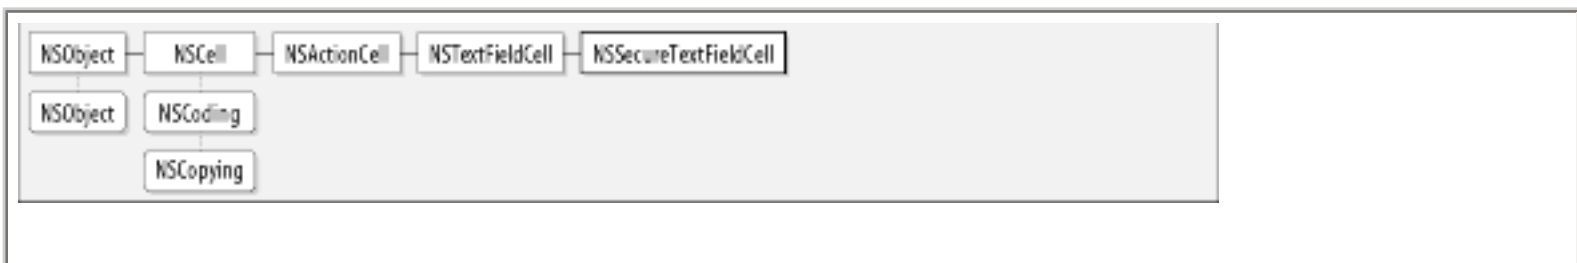 NSObject NSCell NSActionCell NSTextFieldCell NSSecureTextFieldCell
NSObject NSCoding
NSCopying